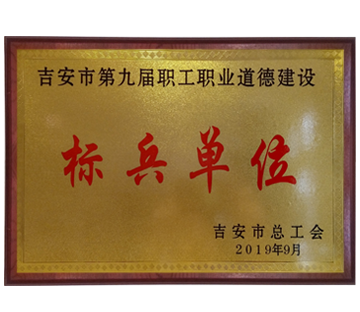 吉安市第九届职工职业道德建设
标兵单位
吉安市总工会
2019年9月